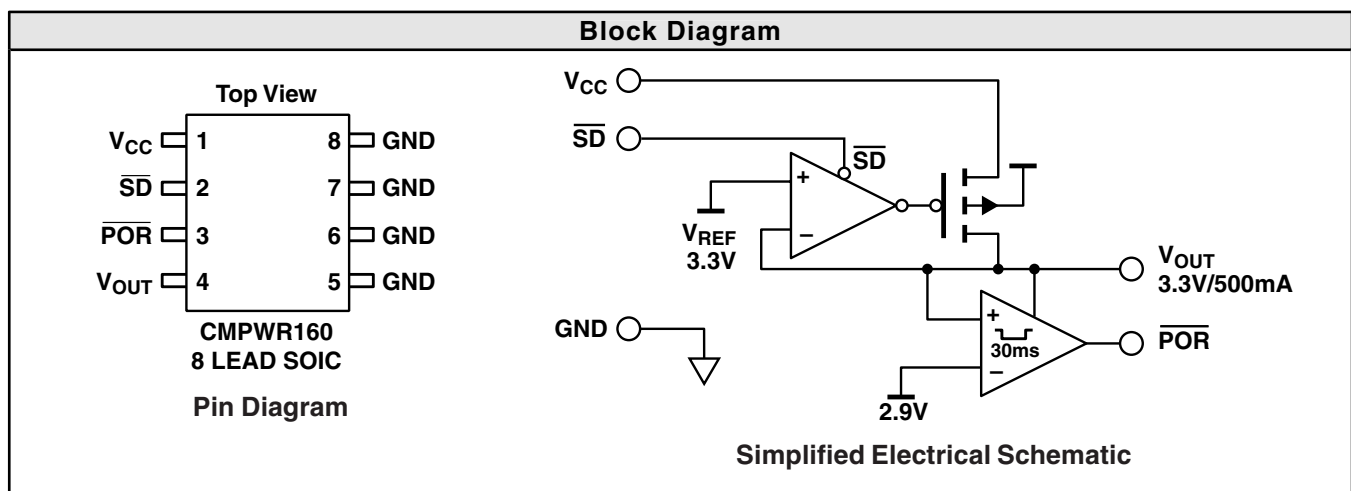 Block Diagram
Top View
VCC 1 8 GND
SD 2 7 GND
POR 3 6 GND
VOUT 4 5 GND
CMPWR160
8 LEAD SOIC
Pin Diagram
VCC
SD
SD
+
−
VREF
3.3V
VOUT
3.3V/500mA
GND
+
30ms
−
POR
2.9V
Simplified Electrical Schematic